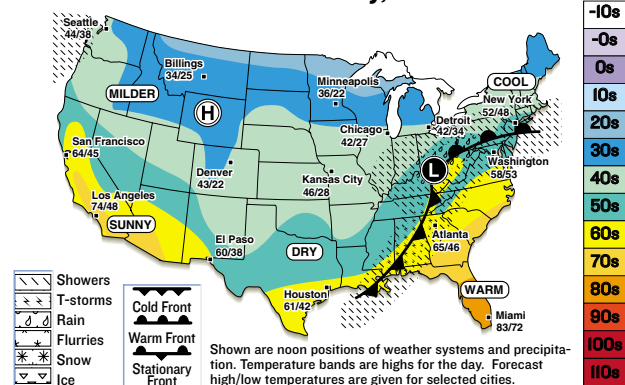 Seattle
44/38
Billings
34/25
Minneapolis
36/22
COOL
New York
52/48
MILDER
H
Chicago
42/27
Detroit
42/34
San Francisco
64/45
Denver
43/22
Kansas City
46/28
L
Washington
58/53
Los Angeles
74/48
SUNNY
El Paso
60/38
DRY
Atlanta
65/46
Houston
61/42
WARM
Miami
83/72
Showers
T-storms
Rain
Flurries
Snow
Ice
Cold Front
Warm Front
Stationary
Front
Shown are noon positions of weather systems and precipita-
tion. Temperature bands are highs for the day. Forecast
high/low temperatures are given for selected cities.
-10s
-0s
0s
10s
20s
30s
40s
50s
60s
70s
80s
90s
100s
110s